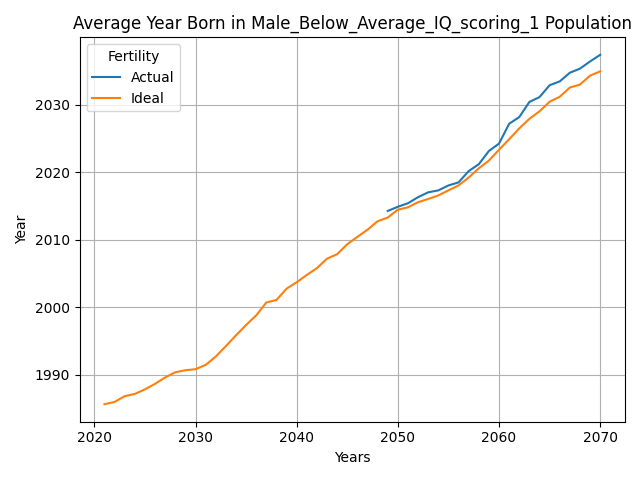 Average Year Born in Male_Below_Average_IQ_scoring_1 Population
Fertility
Actual
Ideal
Year
2030
2020
2010
2000
1990
2020 2030 2040 2050 2060 2070
Years